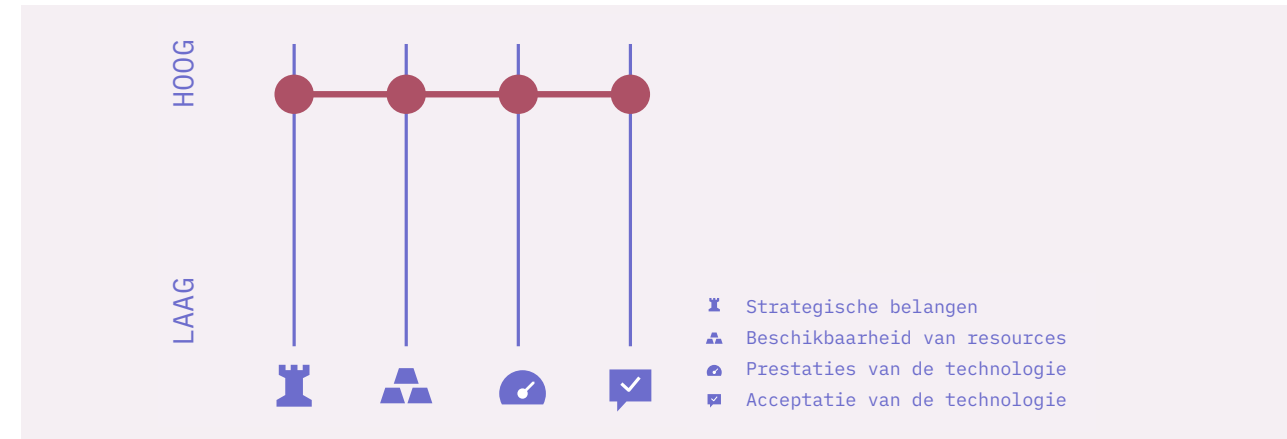 HOOG
LAAG
Strategische belangen
Beschikbaarheid van resources
Prestaties van de technologie
Acceptatie van de technologie